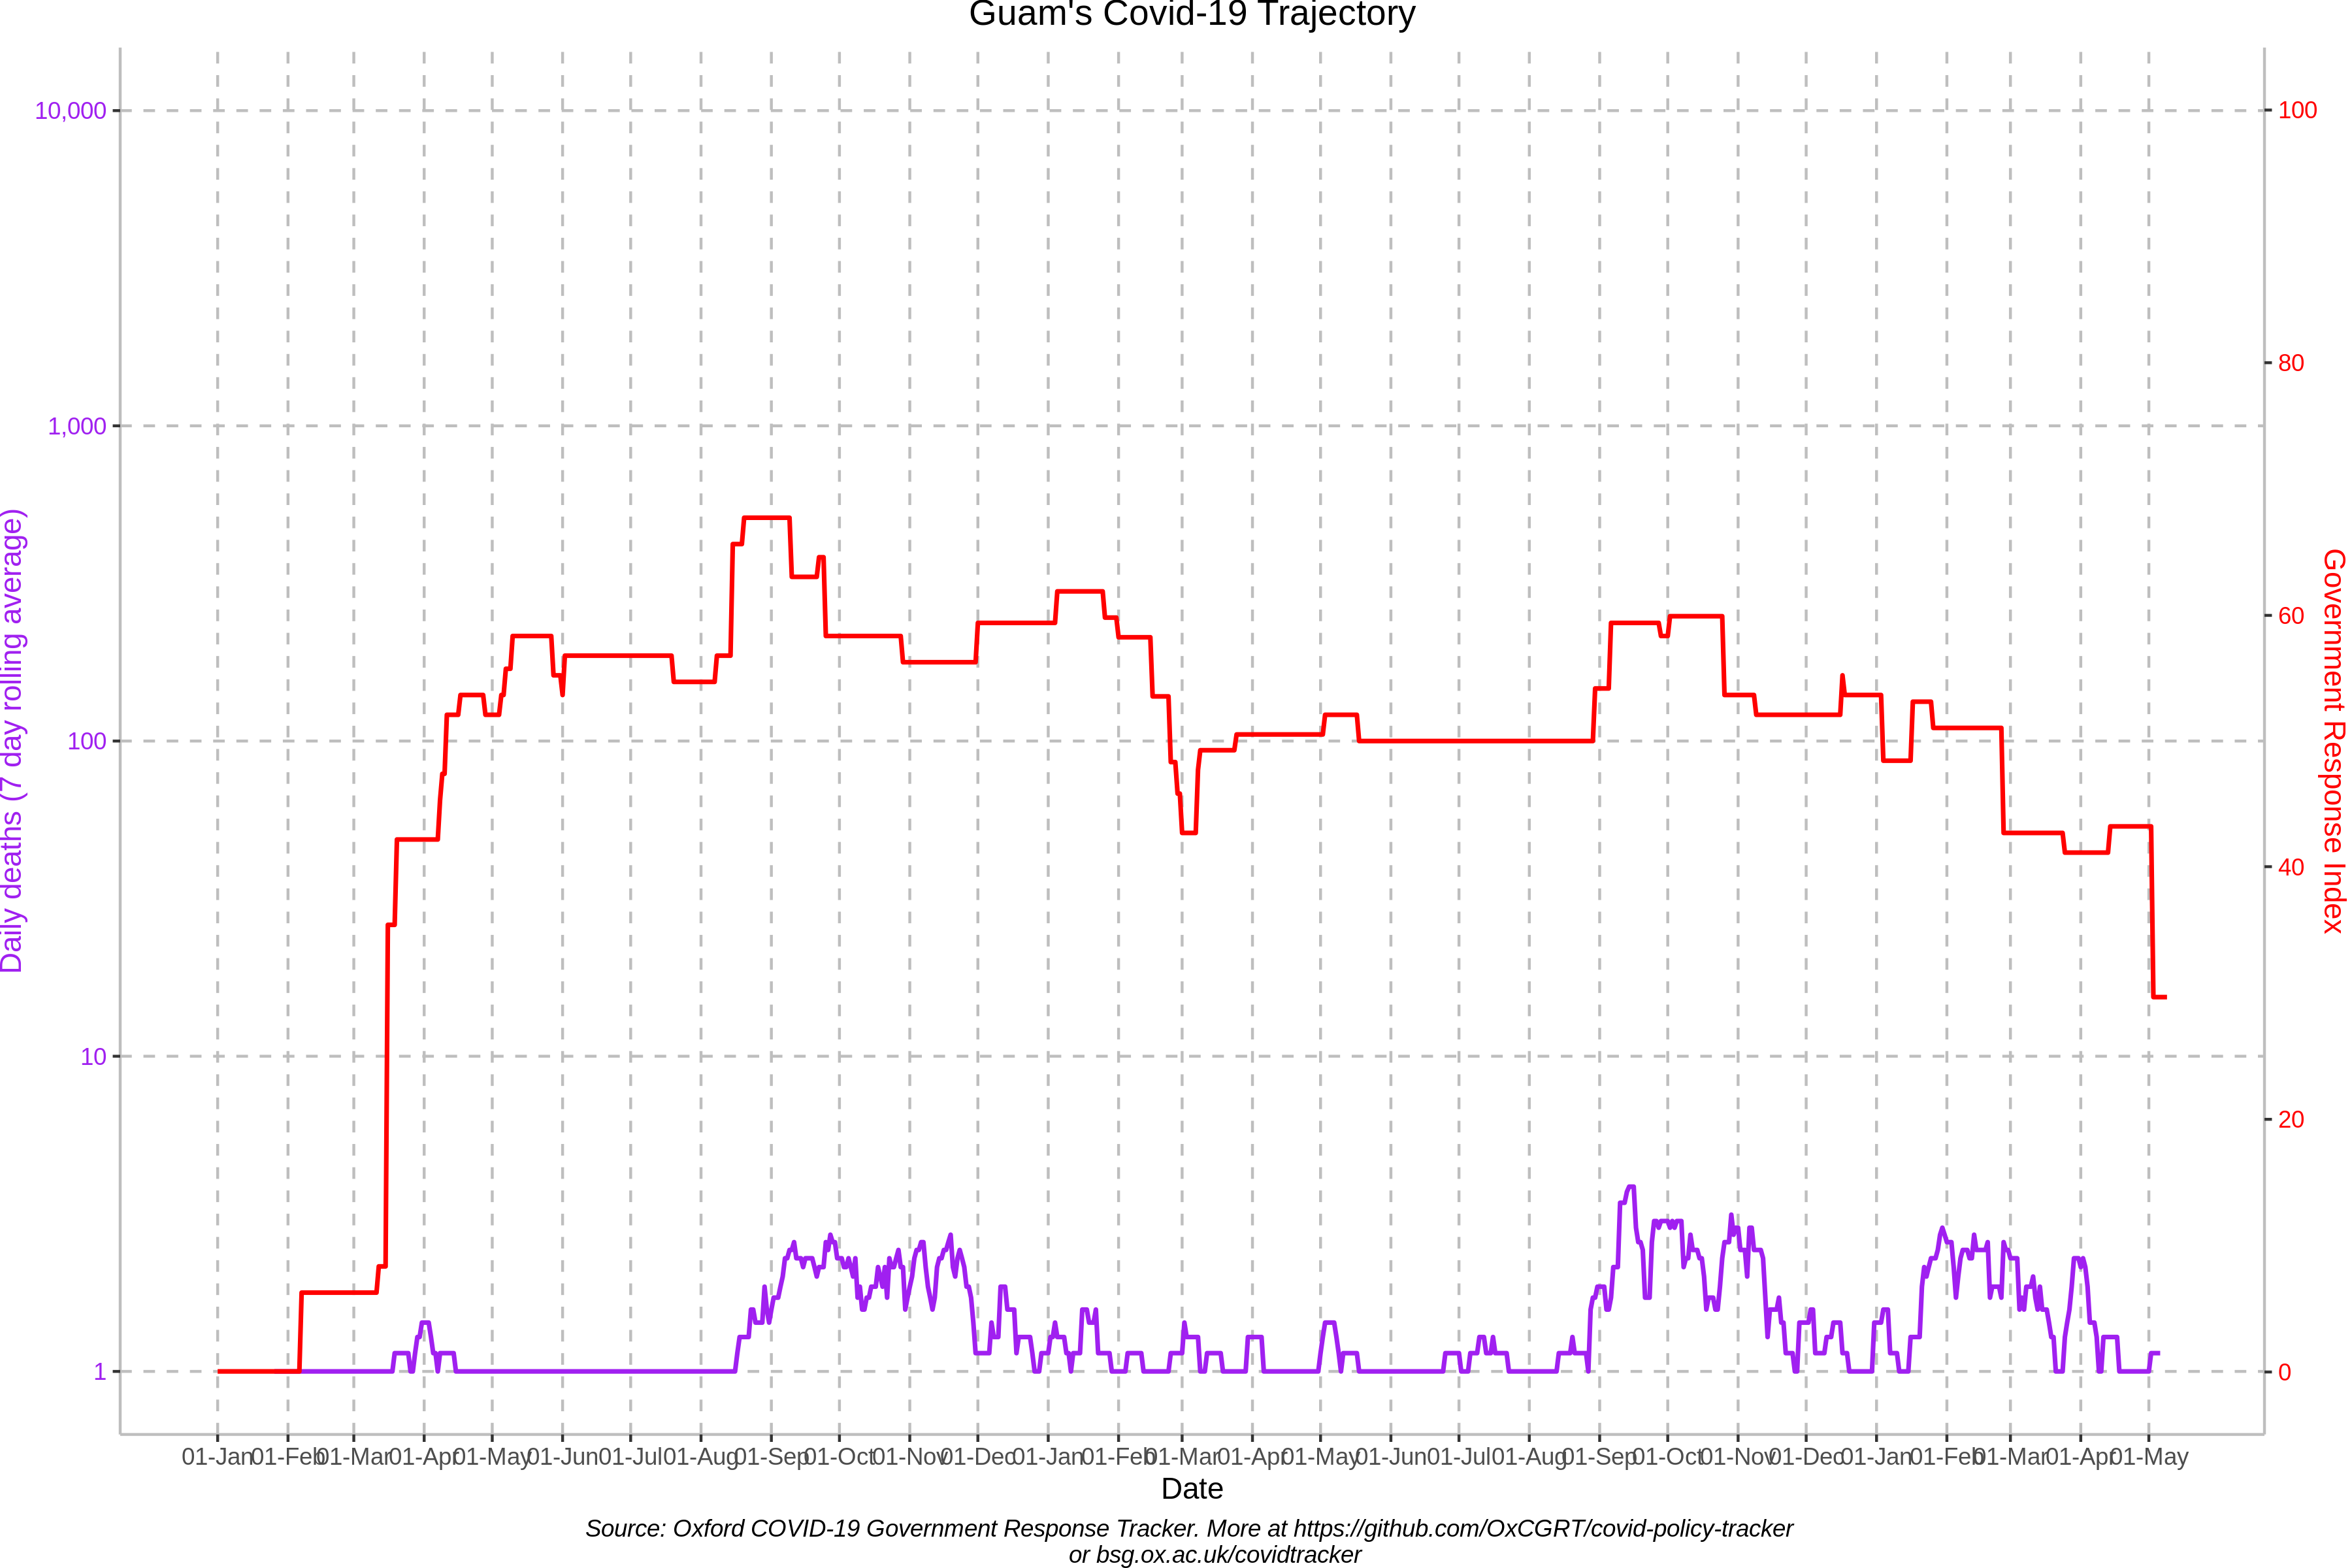 Guam's Covid-19 Trajectory
10,000
1,000
100
10
1
Daily deaths (7 day rolling average)
100
80
60
40
20
0
Government Response Index
01-Jan 01-Feb 01-Mar 01-Apr 01-May 01-Jun 01-Jul 01-Aug 01-Sep 01-Oct 01-Nov 01-Dec 01-Jan 01-Feb 01-Mar 01-Apr 01-May 01-Jun 01-Jul 01-Aug 01-Sep 01-Oct 01-Nov 01-Dec 01-Jan 01-Feb 01-Mar 01-Apr 01-May
Date
Source: Oxford COVID-19 Government Response Tracker. More at https://github.com/OxCGRT/covid-policy-tracker
or bsg.ox.ac.uk/covidtracker